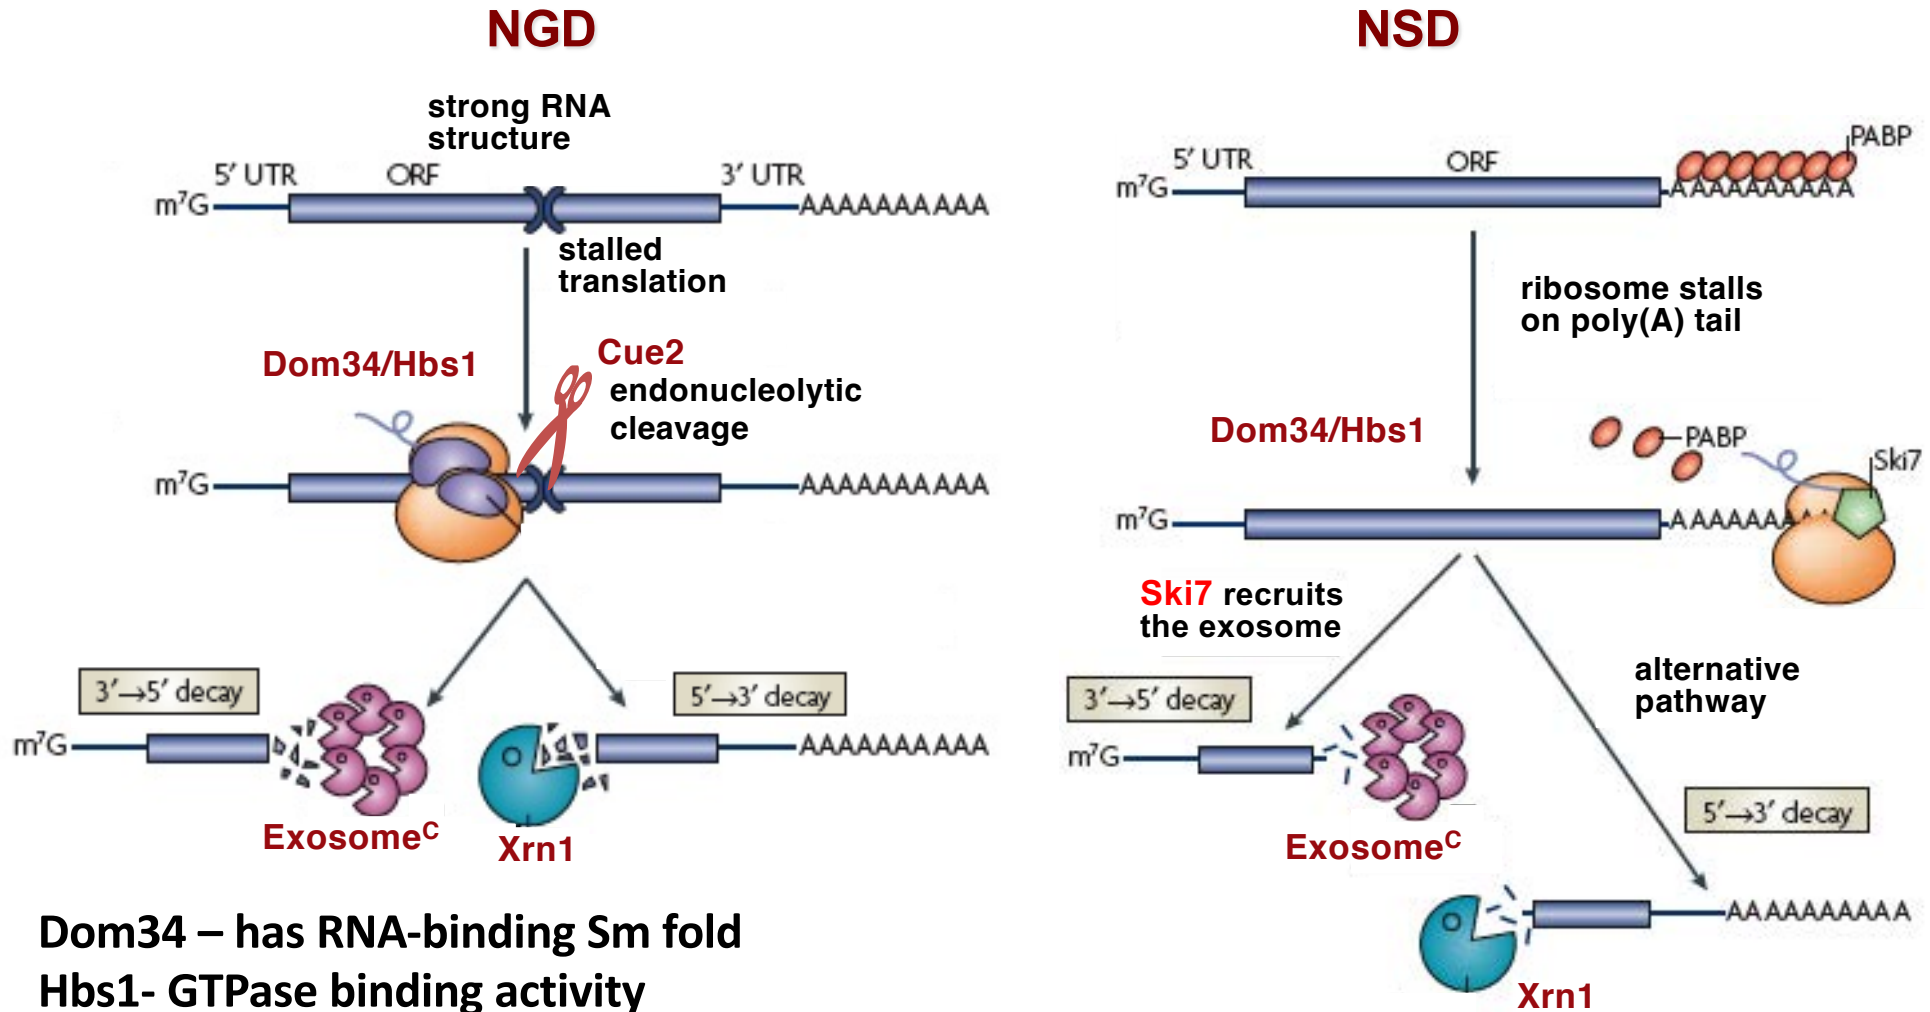 NGD
strong RNA
structure
5′ UTR
ORF
3′ UTR
m⁷G
AAAAAAAAAA
stalled
translation
Dom34/Hbs1
Cue2
endonucleolytic
cleavage
m⁷G
AAAAAAAAAA
3′→5′ decay
5′→3′ decay
m⁷G
AAAAAAAAAA
Exosomeᶜ
Xrn1
Dom34 – has RNA-binding Sm fold
Hbs1- GTPase binding activity
NSD
PABP
5′ UTR
ORF
m⁷G
AAAAAAAAAA
ribosome stalls
on poly(A) tail
Dom34/Hbs1
PABP
Ski7
m⁷G
AAAAAAAAAA
Ski7 recruits
the exosome
alternative
pathway
3′→5′ decay
m⁷G
Exosomeᶜ
5′→3′ decay
AAAAAAAAAA
Xrn1